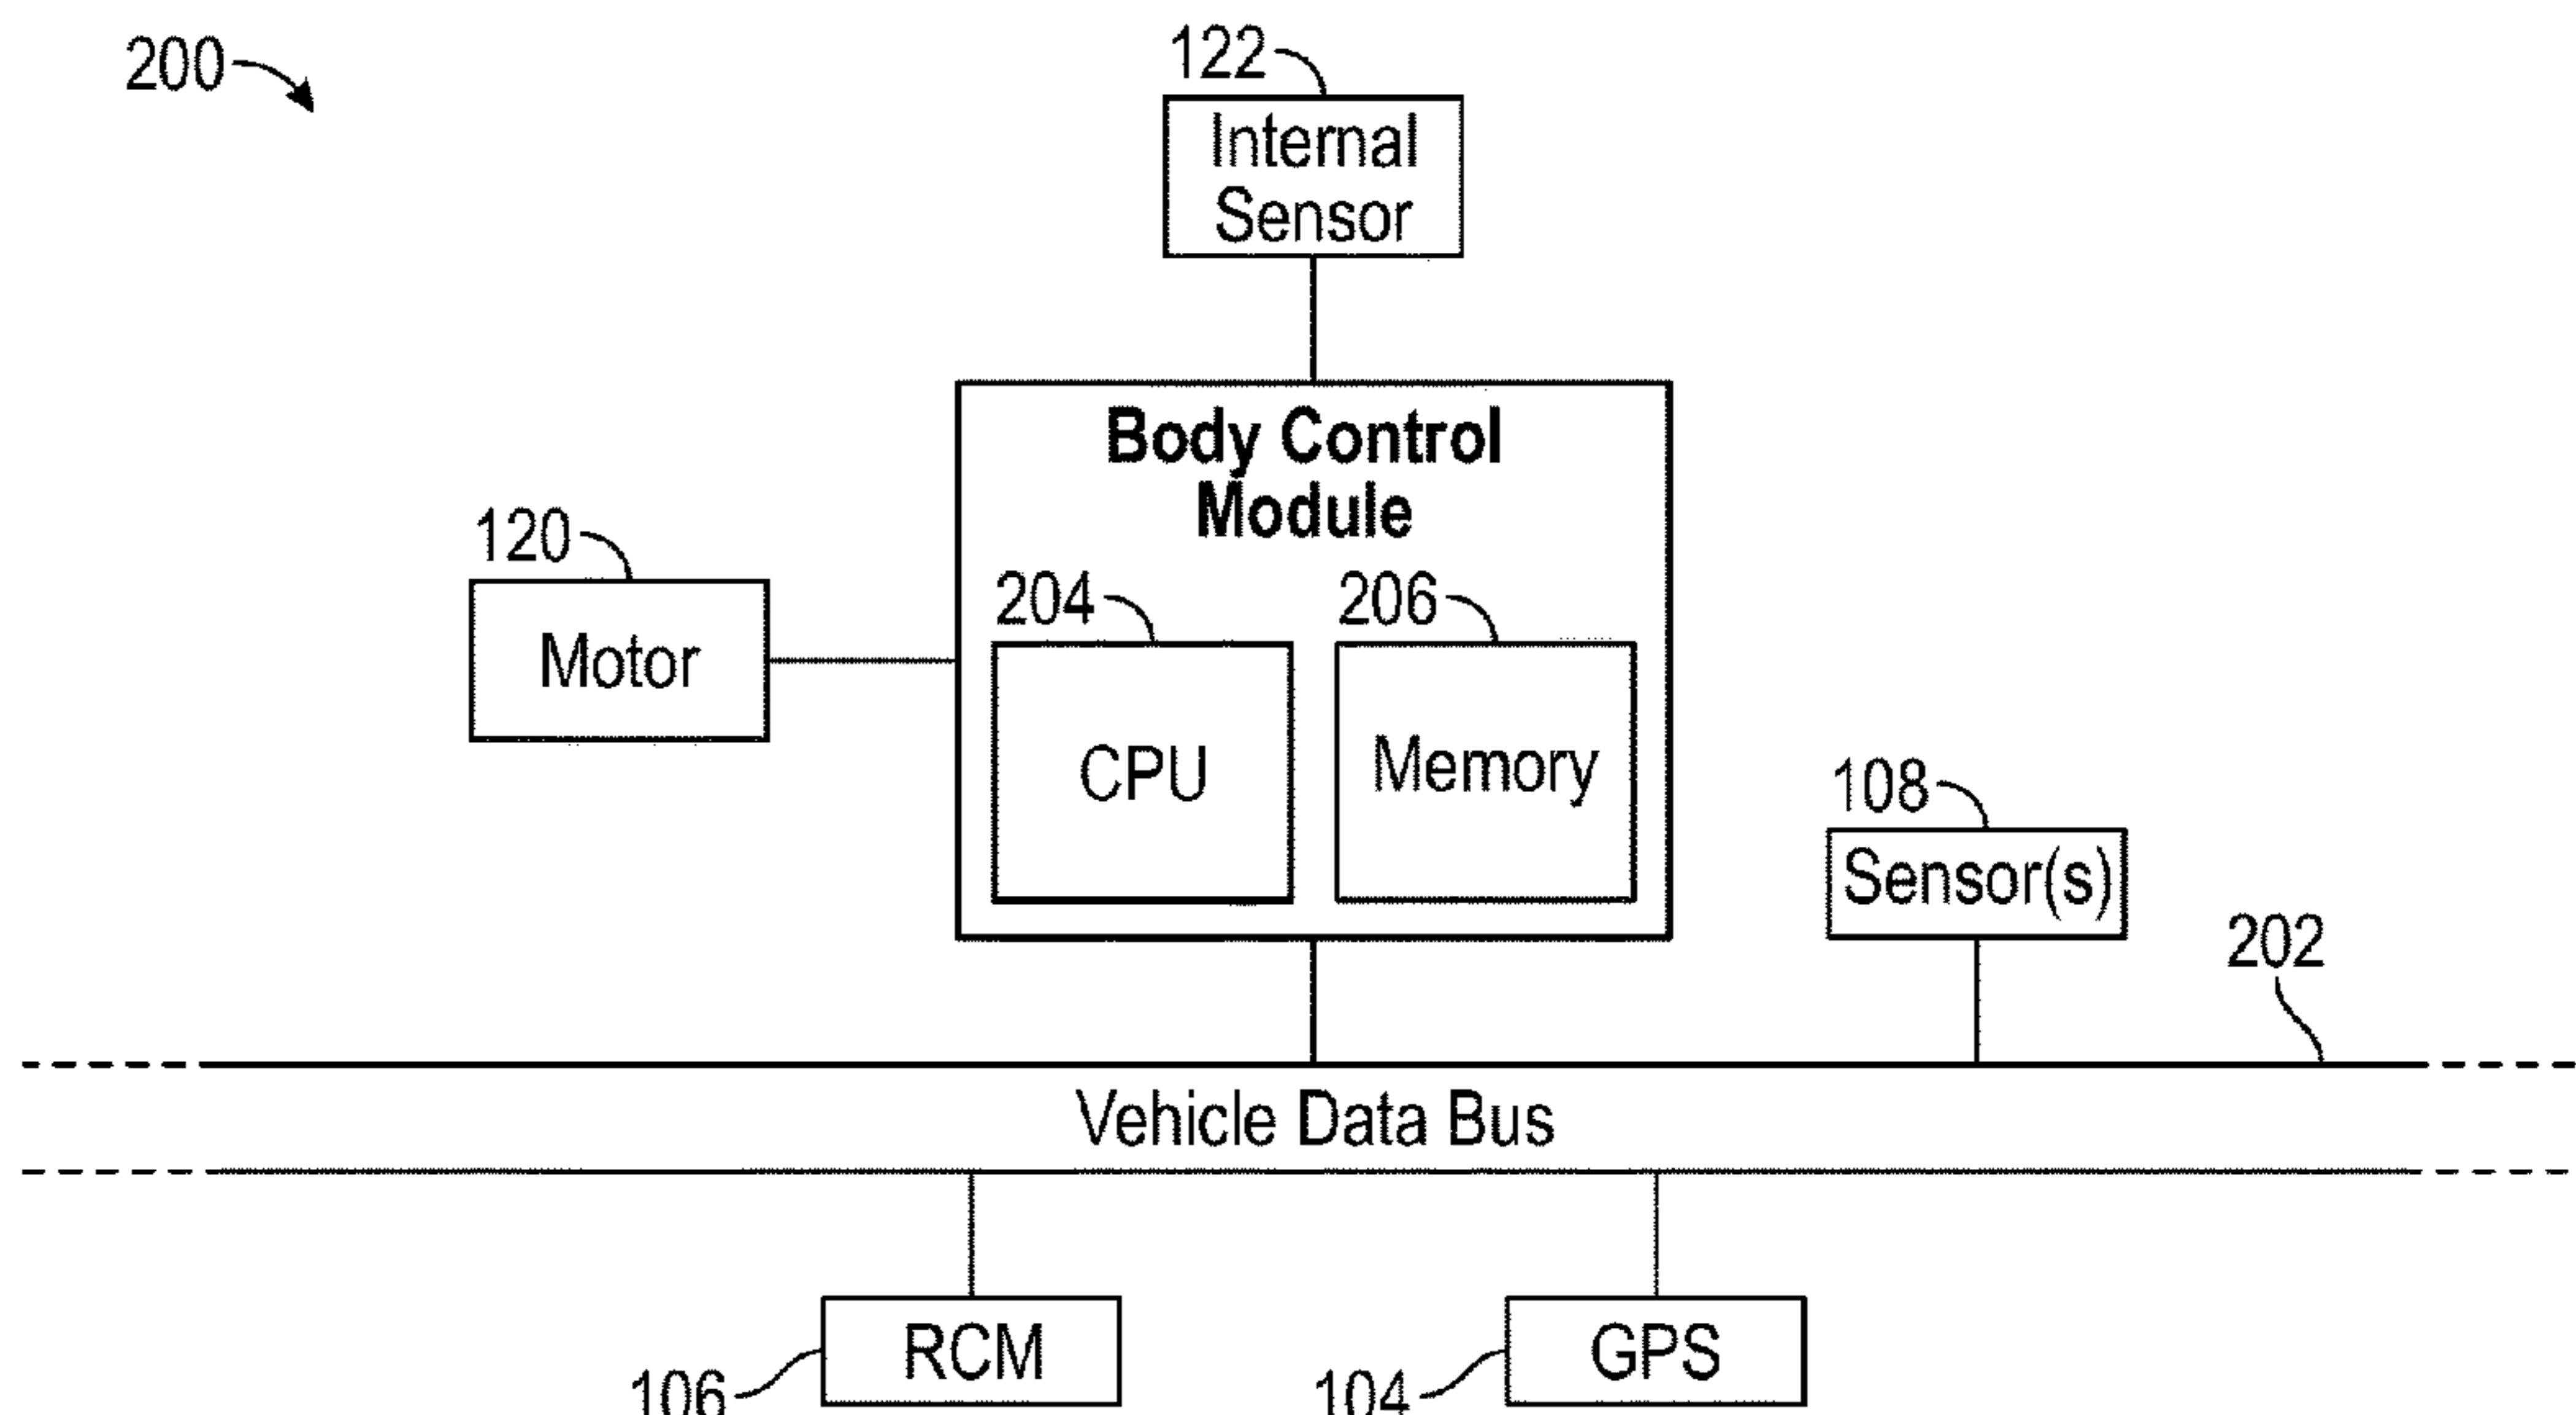 200
122
Internal
Sensor
Body Control
Module
120
Motor
204
206
CPU
Memory
108
Sensor(s)
202
Vehicle Data Bus
RCM
GPS
106
104